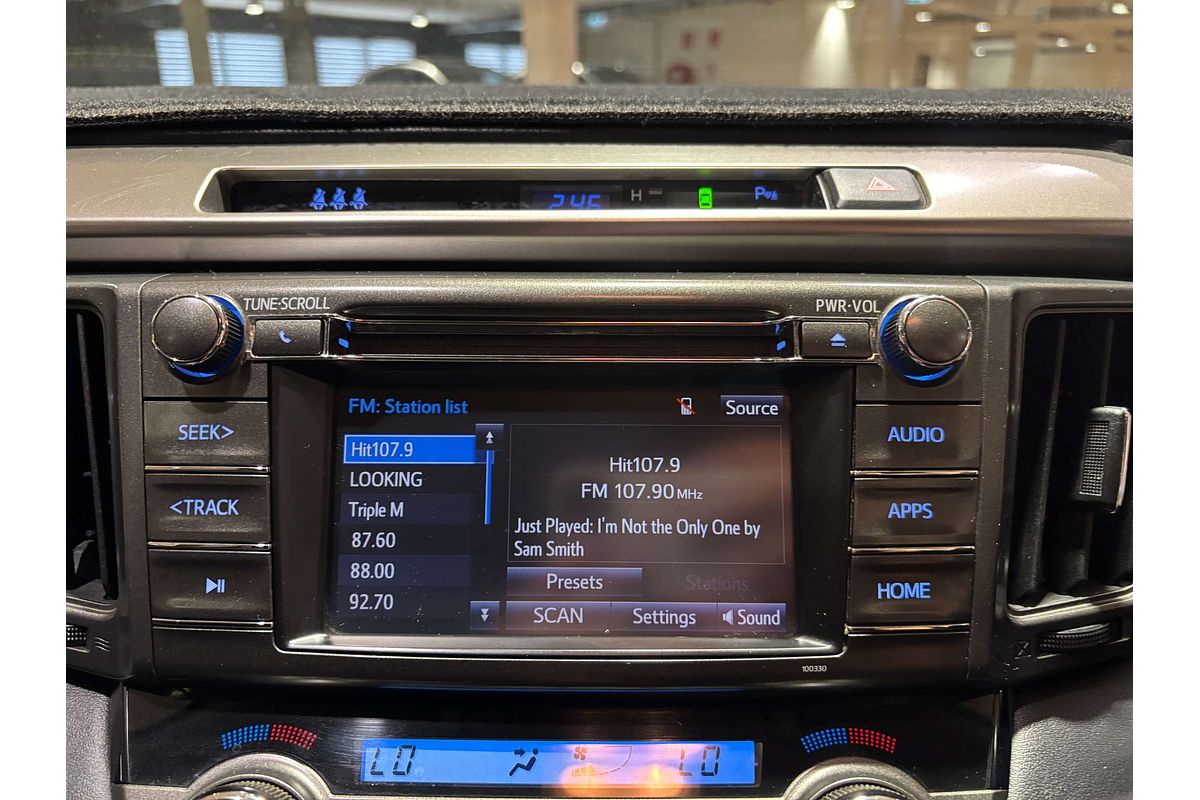 2:45
H
P
TUNE·SCROLL
PWR·VOL
FM: Station list
Source
SEEK>
AUDIO
Hit107.9
LOOKING
Triple M
87.60
88.00
92.70
Hit107.9
FM 107.90 MHz
Just Played: I'm Not the Only One by
Sam Smith
<TRACK
APPS
Presets
Stations
HOME
SCAN
Settings
Sound
100330
LO
LO